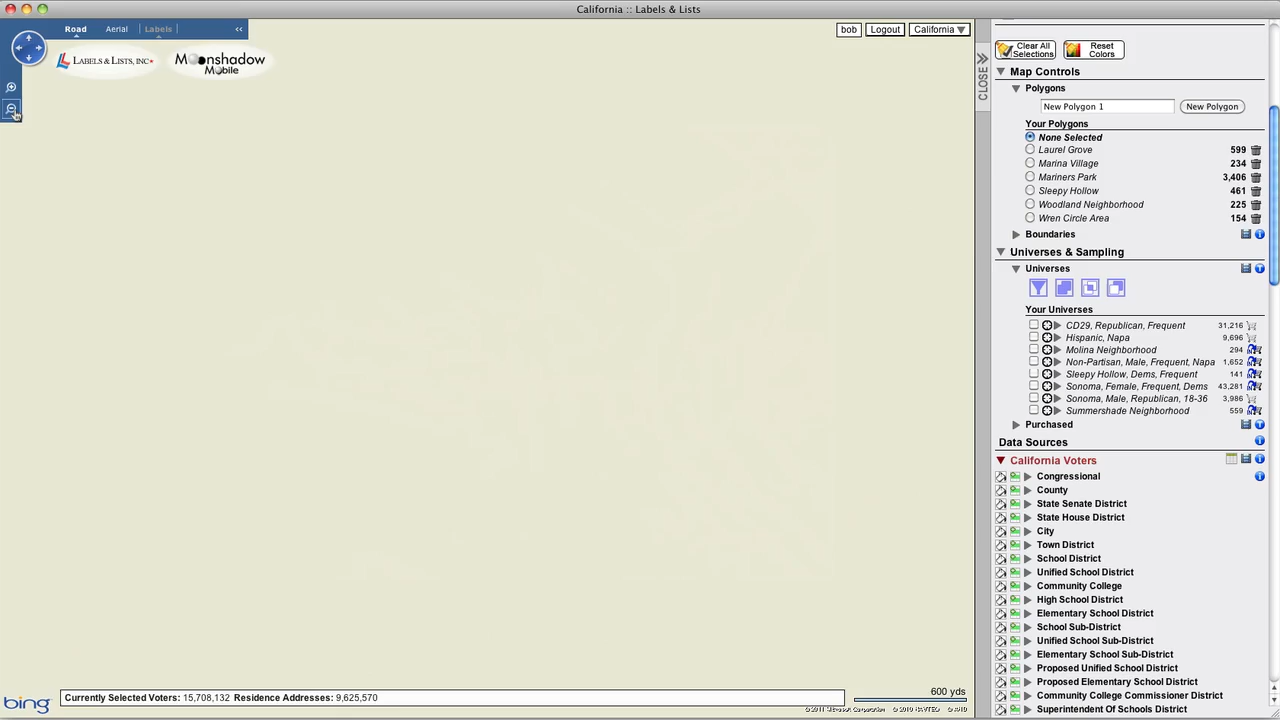 California :: Labels & Lists
Road Aerial Labels «
bob Logout California
LABELS & LISTS, INC
Moonshadow
Mobile
CLOSE
Clear All
Selections
Reset
Colors
Map Controls
Polygons
New Polygon 1 New Polygon
Your Polygons
None Selected
Laurel Grove 599
Marina Village 234
Mariners Park 3,406
Sleepy Hollow 461
Woodland Neighborhood 225
Wren Circle Area 154
Boundaries
Universes & Sampling
Universes
Your Universes
CD29, Republican, Frequent 31,216
Hispanic, Napa 9,696
Molina Neighborhood 294
Non-Partisan, Male, Frequent, Napa 1,652
Sleepy Hollow, Dems, Frequent 141
Sonoma, Female, Frequent, Dems 43,281
Sonoma, Male, Republican, 18-36 3,986
Summershade Neighborhood 559
Purchased
Data Sources
California Voters
Congressional
County
State Senate District
State House District
City
Town District
School District
Unified School District
Community College
High School District
Elementary School District
School Sub-District
Unified School Sub-District
Elementary School Sub-District
Proposed Unified School District
Proposed Elementary School District
Community College Commissioner District
Superintendent Of Schools District
bing
Currently Selected Voters: 15,708,132 Residence Addresses: 9,625,570
600 yds
© 2011 Microsoft Corporation © 2010 NAVTEQ © AND